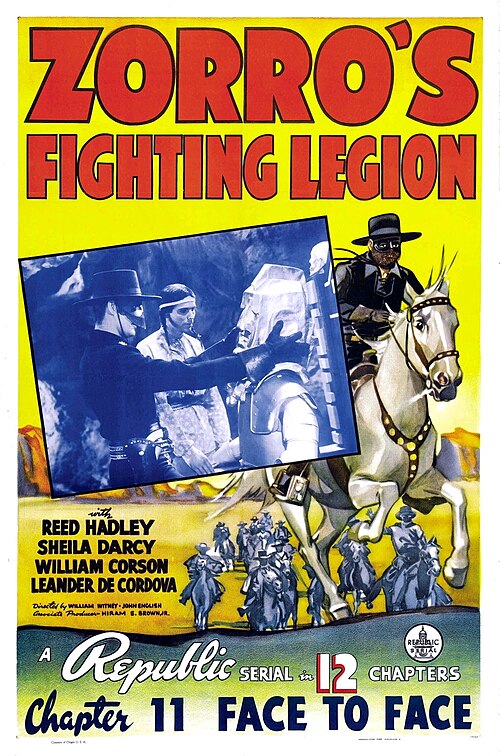 ZORRO'S
FIGHTING LEGION
with
REED HADLEY
SHEILA DARCY
WILLIAM CORSON
LEANDER DE CORDOVA
Directed by WILLIAM WITNEY - JOHN ENGLISH
Associate Producer - HIRAM S. BROWN, JR.
REPUBLIC
SERIAL
A Republic SERIAL in 12 CHAPTERS
Chapter 11 FACE TO FACE